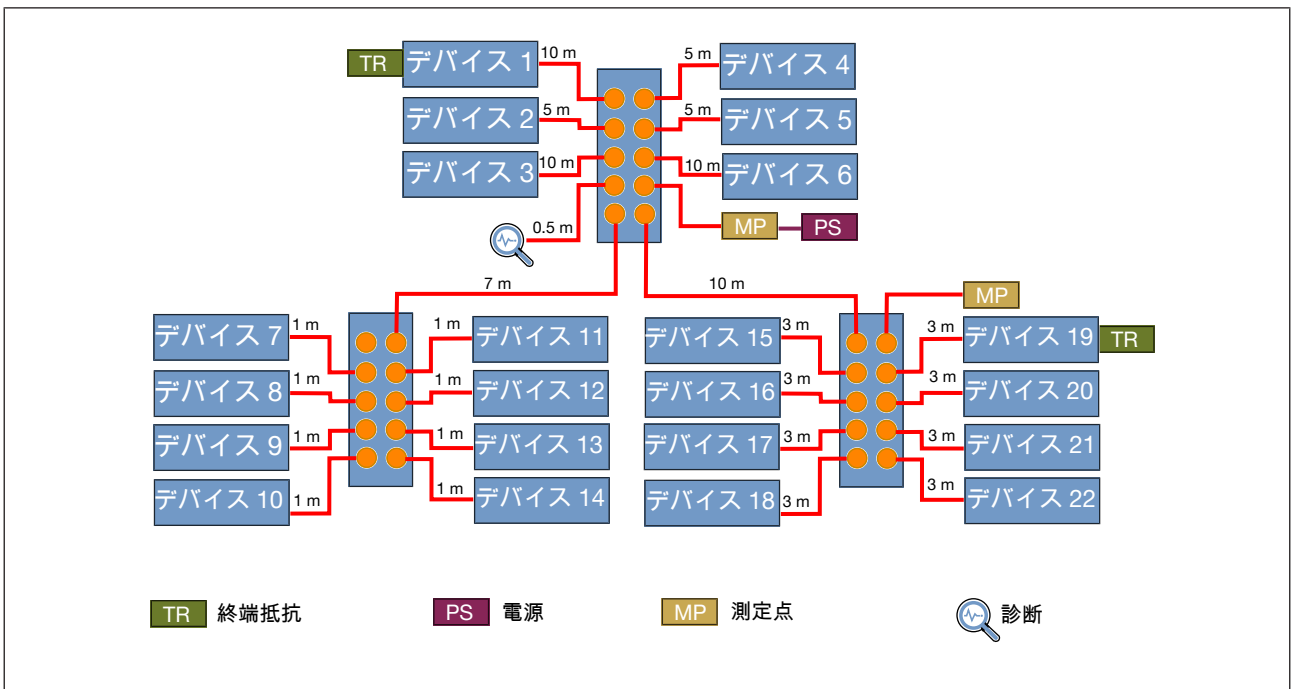 TR デバイス 1 10 m
デバイス 2 5 m
デバイス 3 10 m
0.5 m
5 m デバイス 4
5 m デバイス 5
10 m デバイス 6
MP PS
7 m
10 m
デバイス 7 1 m
デバイス 8 1 m
デバイス 9 1 m
デバイス 10 1 m
1 m デバイス 11
1 m デバイス 12
1 m デバイス 13
1 m デバイス 14
MP
デバイス 15 3 m
デバイス 16 3 m
デバイス 17 3 m
デバイス 18 3 m
3 m デバイス 19 TR
3 m デバイス 20
3 m デバイス 21
3 m デバイス 22
TR 終端抵抗
PS 電源
MP 測定点
診断